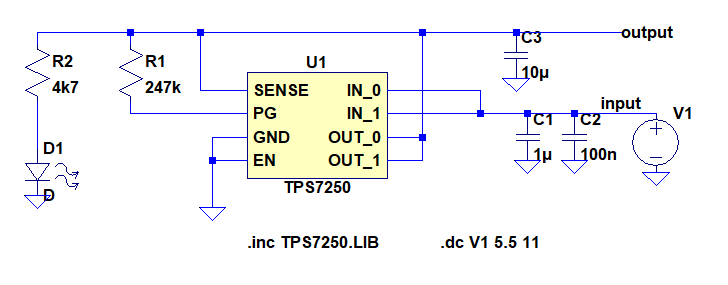 C3
output
R2
R1
U1
10µ
4k7
247k
SENSE
IN_0
PG
IN_1
input
V1
C1
C2
GND
OUT_0
D1
EN
OUT_1
1µ
100n
D
TPS7250
.inc TPS7250.LIB
.dc V1 5.5 11